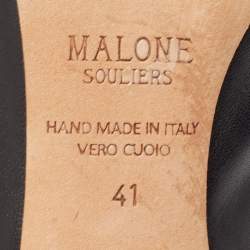 MALONE
SOULIERS
HAND MADE IN ITALY
VERO CUOIO
41